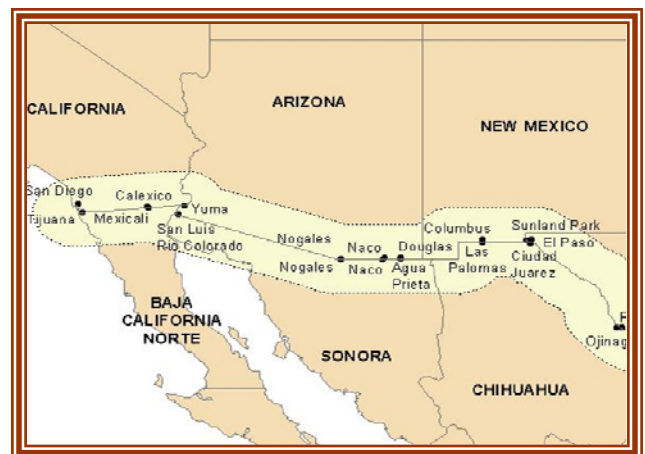 CALIFORNIA
ARIZONA
NEW MEXICO
San Diego
Tijuana
Calexico
Mexicali
Yuma
San Luis
Rio Colorado
Nogales
Nogales
Naco
Naco
Douglas
Agua
Prieta
Columbus
Las
Palomas
Sunland Park
El Paso
Ciudad
Juarez
Ojinag
BAJA
CALIFORNIA
NORTE
SONORA
CHIHUAHUA